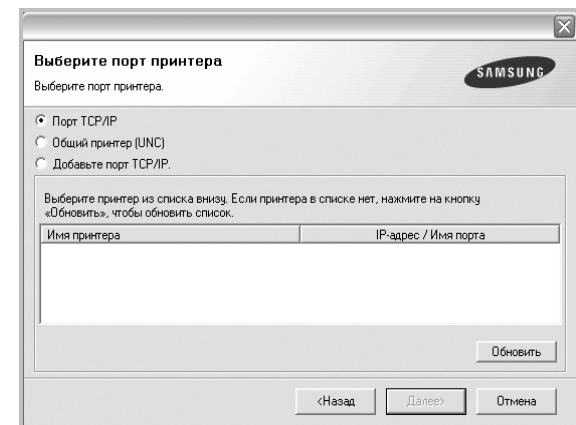 Выберите порт принтера
Выберите порт принтера.
SAMSUNG
Порт TCP/IP
Общий принтер (UNC)
Добавьте порт TCP/IP.
Выберите принтер из списка внизу. Если принтера в списке нет, нажмите на кнопку
«Обновить», чтобы обновить список.
Имя принтера IP-адрес / Имя порта
Обновить
<Назад Далее> Отмена